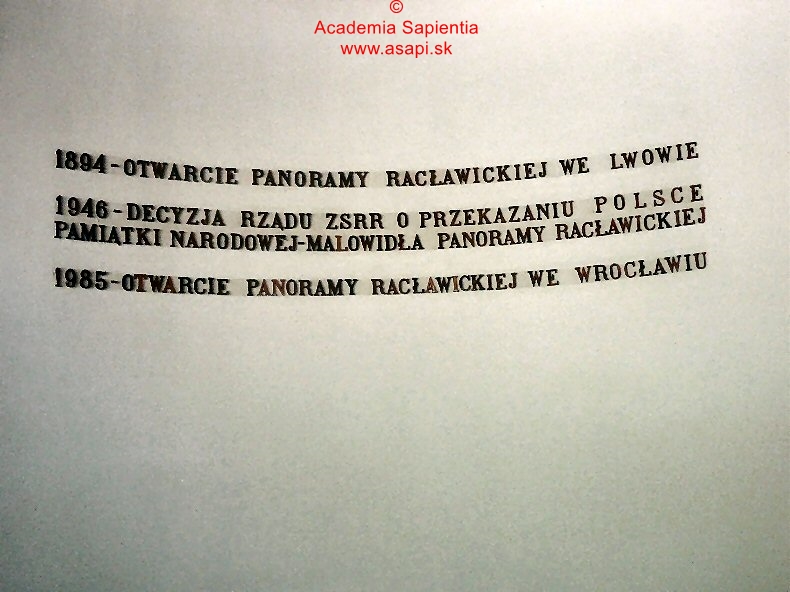 ©
Academia Sapientia
www.asapi.sk
1894-OTWARCIE PANORAMY RACŁAWICKIEJ WE LWOWIE
1946-DECYZJA RZĄDU ZSRR O PRZEKAZANIU POLSCE
PAMIĄTKI NARODOWEJ-MALOWIDŁA PANORAMY RACŁAWICKIEJ
1985-OTWARCIE PANORAMY RACŁAWICKIEJ WE WROCŁAWIU